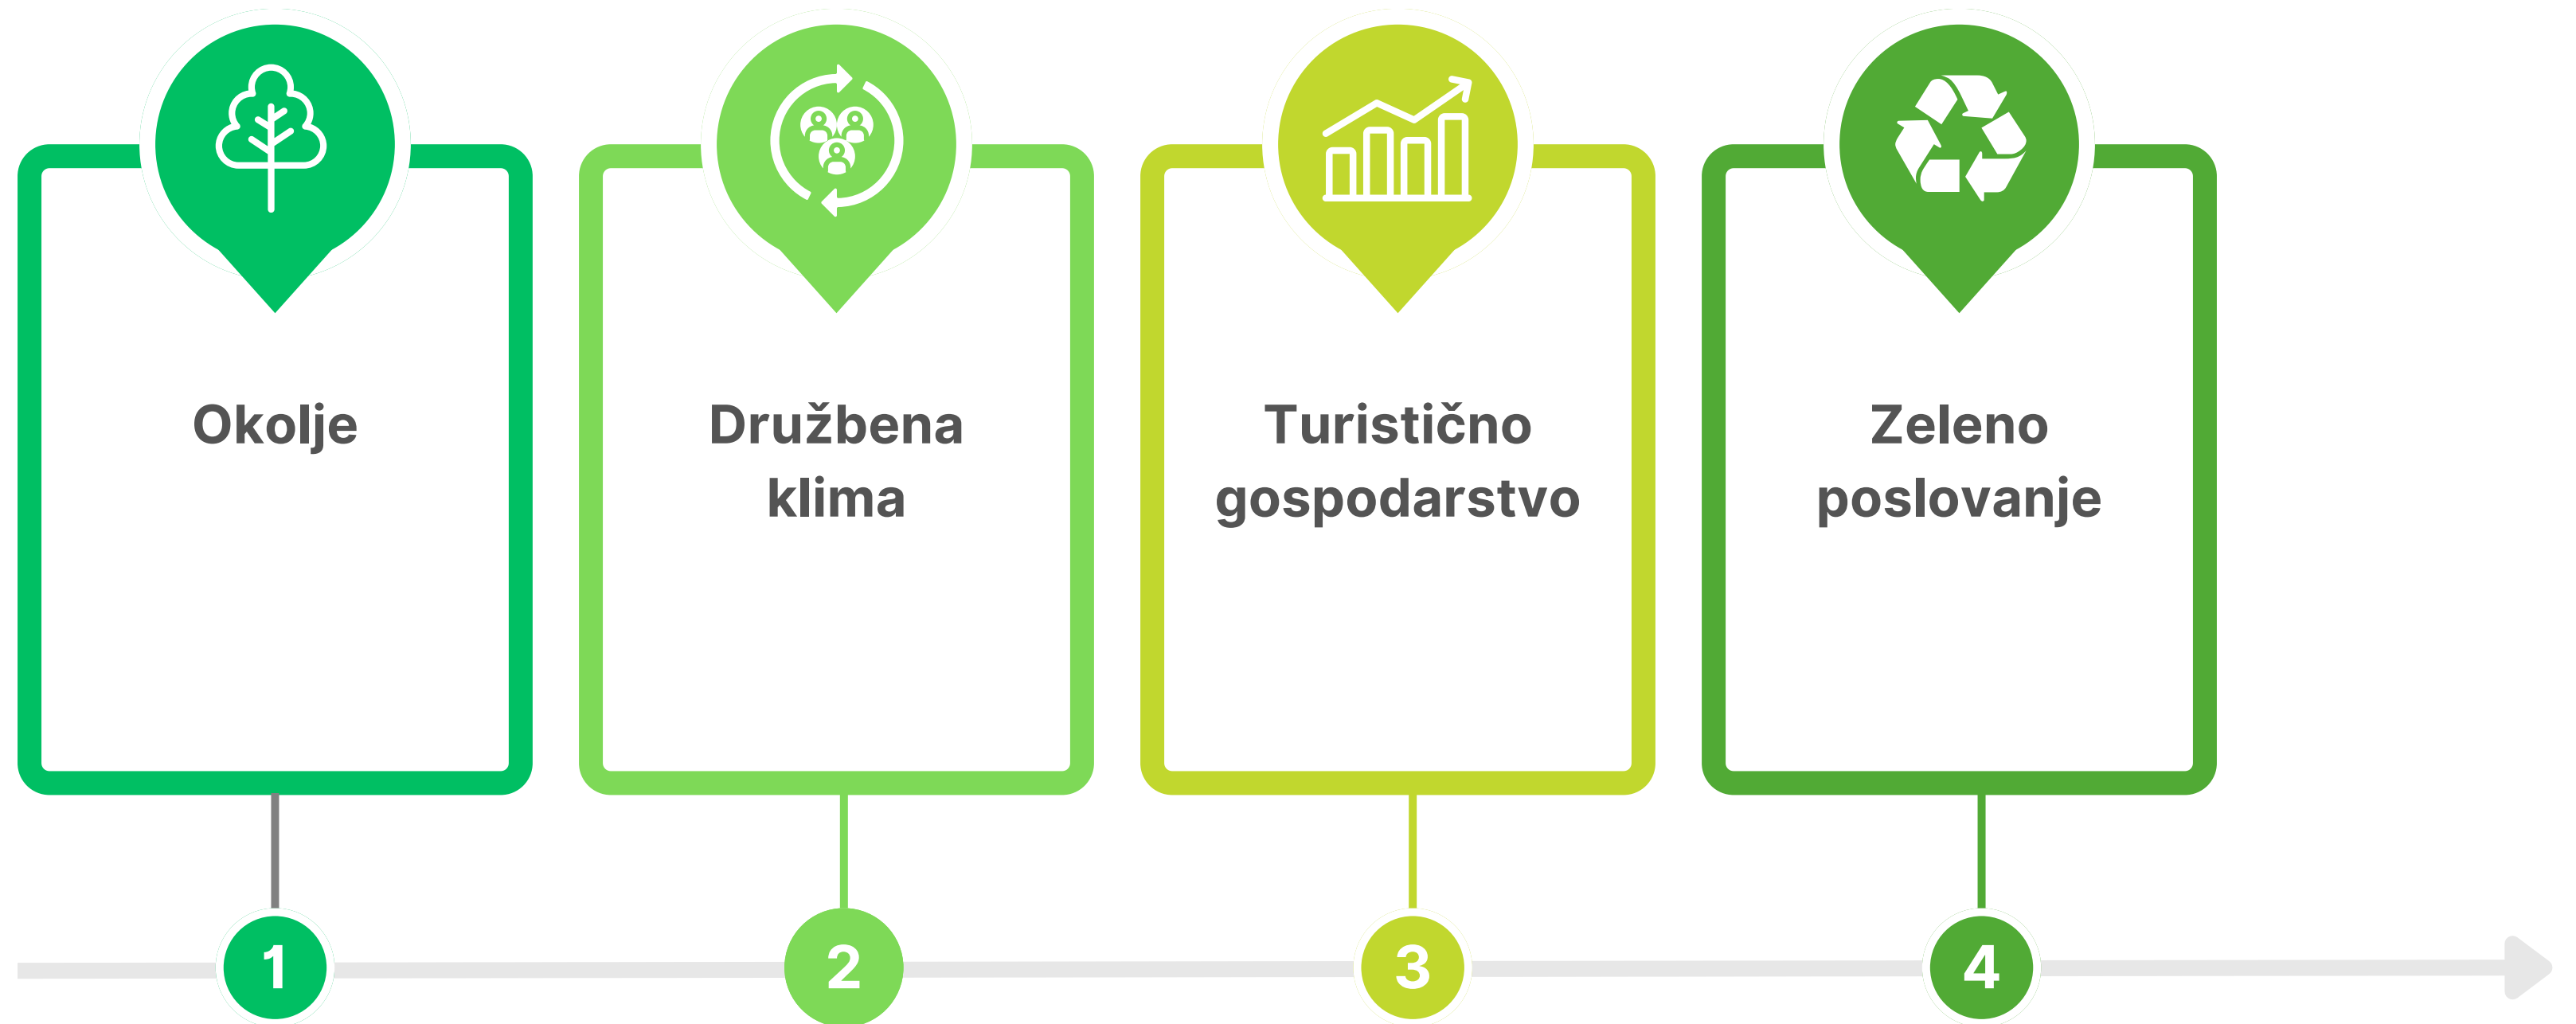 Okolje
Družbena
klima
Turistično
gospodarstvo
Zeleno
poslovanje
1
2
3
4